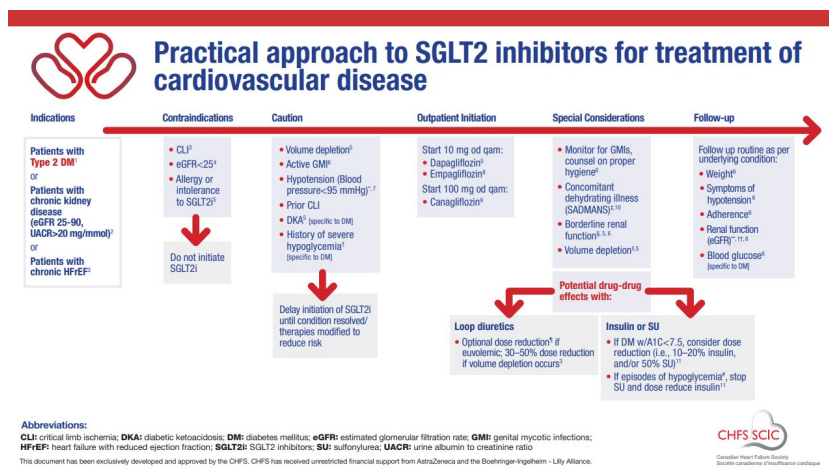 Practical approach to SGLT2 inhibitors for treatment of
cardiovascular disease
Indications
Patients with
Type 2 DM¹
or
Patients with
chronic kidney
disease
(eGFR 25-90,
UACR>20 mg/mmol)²
or
Patients with
chronic HFrEF³
Contraindications
• CLI³
• eGFR<25⁴
• Allergy or
intolerance
to SGLT2i⁵
Do not initiate
SGLT2i
Caution
• Volume depletion⁵
• Active GMI⁶
• Hypotension (Blood
pressure<95 mmHg)*,⁷
• Prior CLI
• DKA⁵ [specific to DM]
• History of severe
hypoglycemia†
[specific to DM]
Delay initiation of SGLT2i
until condition resolved/
therapies modified to
reduce risk
Outpatient Initiation
Start 10 mg od qam:
• Dapagliflozin⁵
• Empagliflozin⁸
Start 100 mg od qam:
• Canagliflozin⁹
Special Considerations
• Monitor for GMIs,
counsel on proper
hygiene⁶
• Concomitant
dehydrating illness
(SADMANS)‡,¹⁰
• Borderline renal
function§, ⁵, ⁶
• Volume depletion‡,⁵
Follow-up
Follow up routine as per
underlying condition:
• Weight⁶
• Symptoms of
hypotension⁶
• Adherence⁶
• Renal function
(eGFR)**,††, ⁶
• Blood glucose⁶
[specific to DM]
Potential drug-drug
effects with:
Loop diuretics
• Optional dose reduction¶ if
euvolemic; 30–50% dose reduction
if volume depletion occurs³
Insulin or SU
• If DM w/A1C<7.5, consider dose
reduction (i.e., 10–20% insulin,
and/or 50% SU)¹¹
• If episodes of hypoglycemia#, stop
SU and dose reduce insulin¹¹
Abbreviations:
CLI: critical limb ischemia; DKA: diabetic ketoacidosis; DM: diabetes mellitus; eGFR: estimated glomerular filtration rate; GMI: genital mycotic infections;
HFrEF: heart failure with reduced ejection fraction; SGLT2i: SGLT2 inhibitors; SU: sulfonylurea; UACR: urine albumin to creatinine ratio
This document has been exclusively developed and approved by the CHFS. CHFS has received unrestricted financial support from AstraZeneca and the Boehringer-Ingelheim - Lilly Alliance.
CHFS SCIC
Canadian Heart Failure Society
Société canadienne d'insuffisance cardiaque